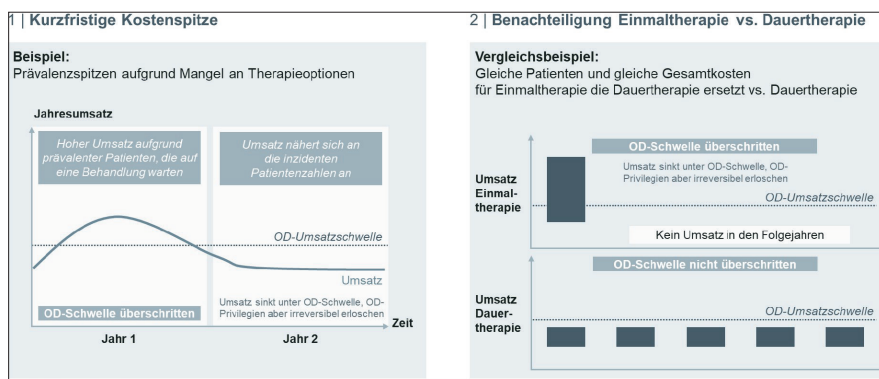 1 | Kurzfristige Kostenspitze
Beispiel:
Prävalenzspitzen aufgrund Mangel an Therapieoptionen
Jahresumsatz
Hoher Umsatz aufgrund
prävalenter Patienten, die auf
eine Behandlung warten
Umsatz nähert sich an
die inzidenten
Patientenzahlen an
OD-Umsatzschwelle
Umsatz
OD-Schwelle überschritten
Umsatz sinkt unter OD-Schwelle, OD-
Privilegien aber irreversibel erloschen
Zeit
Jahr 1
Jahr 2
2 | Benachteiligung Einmaltherapie vs. Dauertherapie
Vergleichsbeispiel:
Gleiche Patienten und gleiche Gesamtkosten
für Einmaltherapie die Dauertherapie ersetzt vs. Dauertherapie
OD-Schwelle überschritten
Umsatz sinkt unter OD-Schwelle, OD-
Privilegien aber irreversibel erloschen
Umsatz
Einmal-
therapie
OD-Umsatzschwelle
Kein Umsatz in den Folgejahren
OD-Schwelle nicht überschritten
Umsatz
Dauer-
therapie
OD-Umsatzschwelle